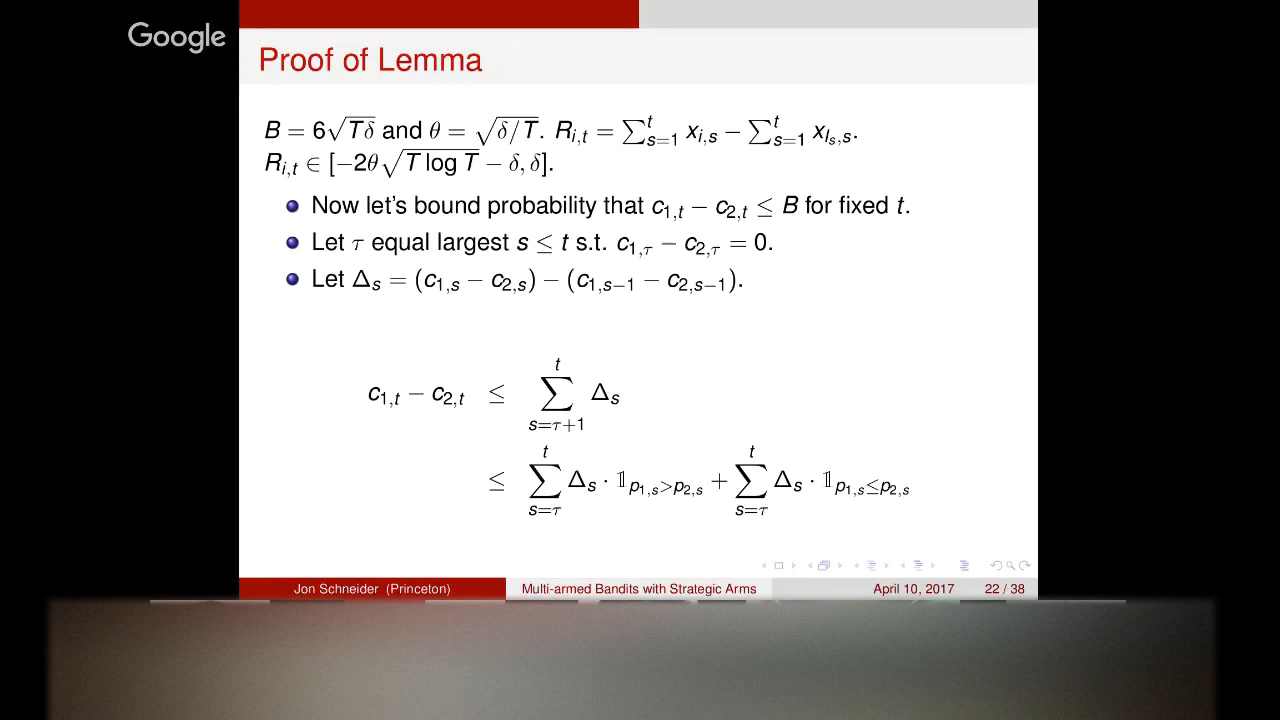 Google
Proof of Lemma
B = 6√Tδ and θ = √δ/T. R_{i,t} = ∑_{s=1}^{t} x_{i,s} − ∑_{s=1}^{t} x_{I_s,s}.
R_{i,t} ∈ [−2θ√T log T − δ, δ].
Now let's bound probability that c_{1,t} − c_{2,t} ≤ B for fixed t.
Let τ equal largest s ≤ t s.t. c_{1,τ} − c_{2,τ} = 0.
Let Δ_s = (c_{1,s} − c_{2,s}) − (c_{1,s−1} − c_{2,s−1}).
c_{1,t} − c_{2,t} ≤ ∑_{s=τ+1}^{t} Δ_s
≤ ∑_{s=τ}^{t} Δ_s · 𝟙_{p_{1,s}>p_{2,s}} + ∑_{s=τ}^{t} Δ_s · 𝟙_{p_{1,s}≤p_{2,s}}
Jon Schneider (Princeton) Multi-armed Bandits with Strategic Arms April 10, 2017 22 / 38